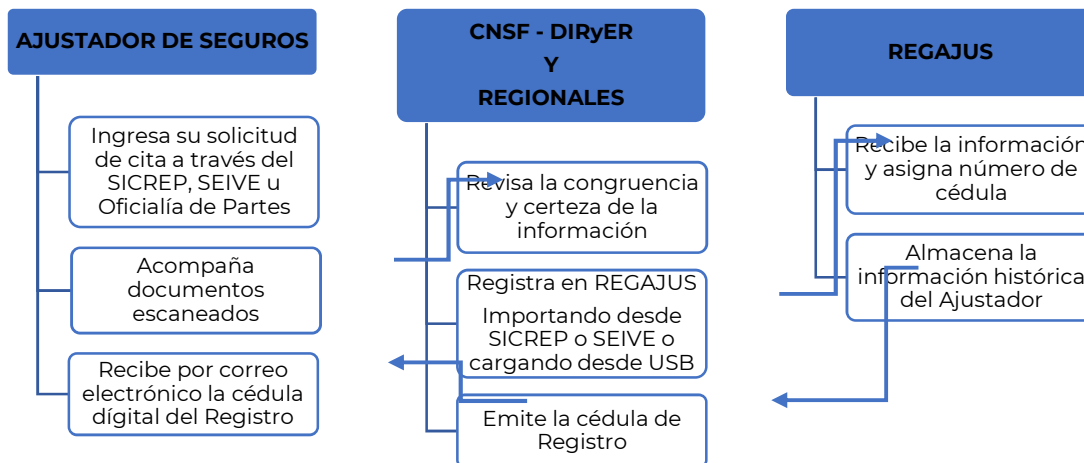 AJUSTADOR DE SEGUROS
Ingresa su solicitud
de cita a través del
SICREP, SEIVE u
Oficialía de Partes
Acompaña
documentos
escaneados
Recibe por correo
electrónico la cédula
dígital del Registro
CNSF - DIRyER
Y
REGIONALES
Revisa la congruencia
y certeza de la
información
Registra en REGAJUS
Importando desde
SICREP o SEIVE o
cargando desde USB
Emite la cédula de
Registro
REGAJUS
Recibe la información
y asigna número de
cédula
Almacena la
información histórica
del Ajustador